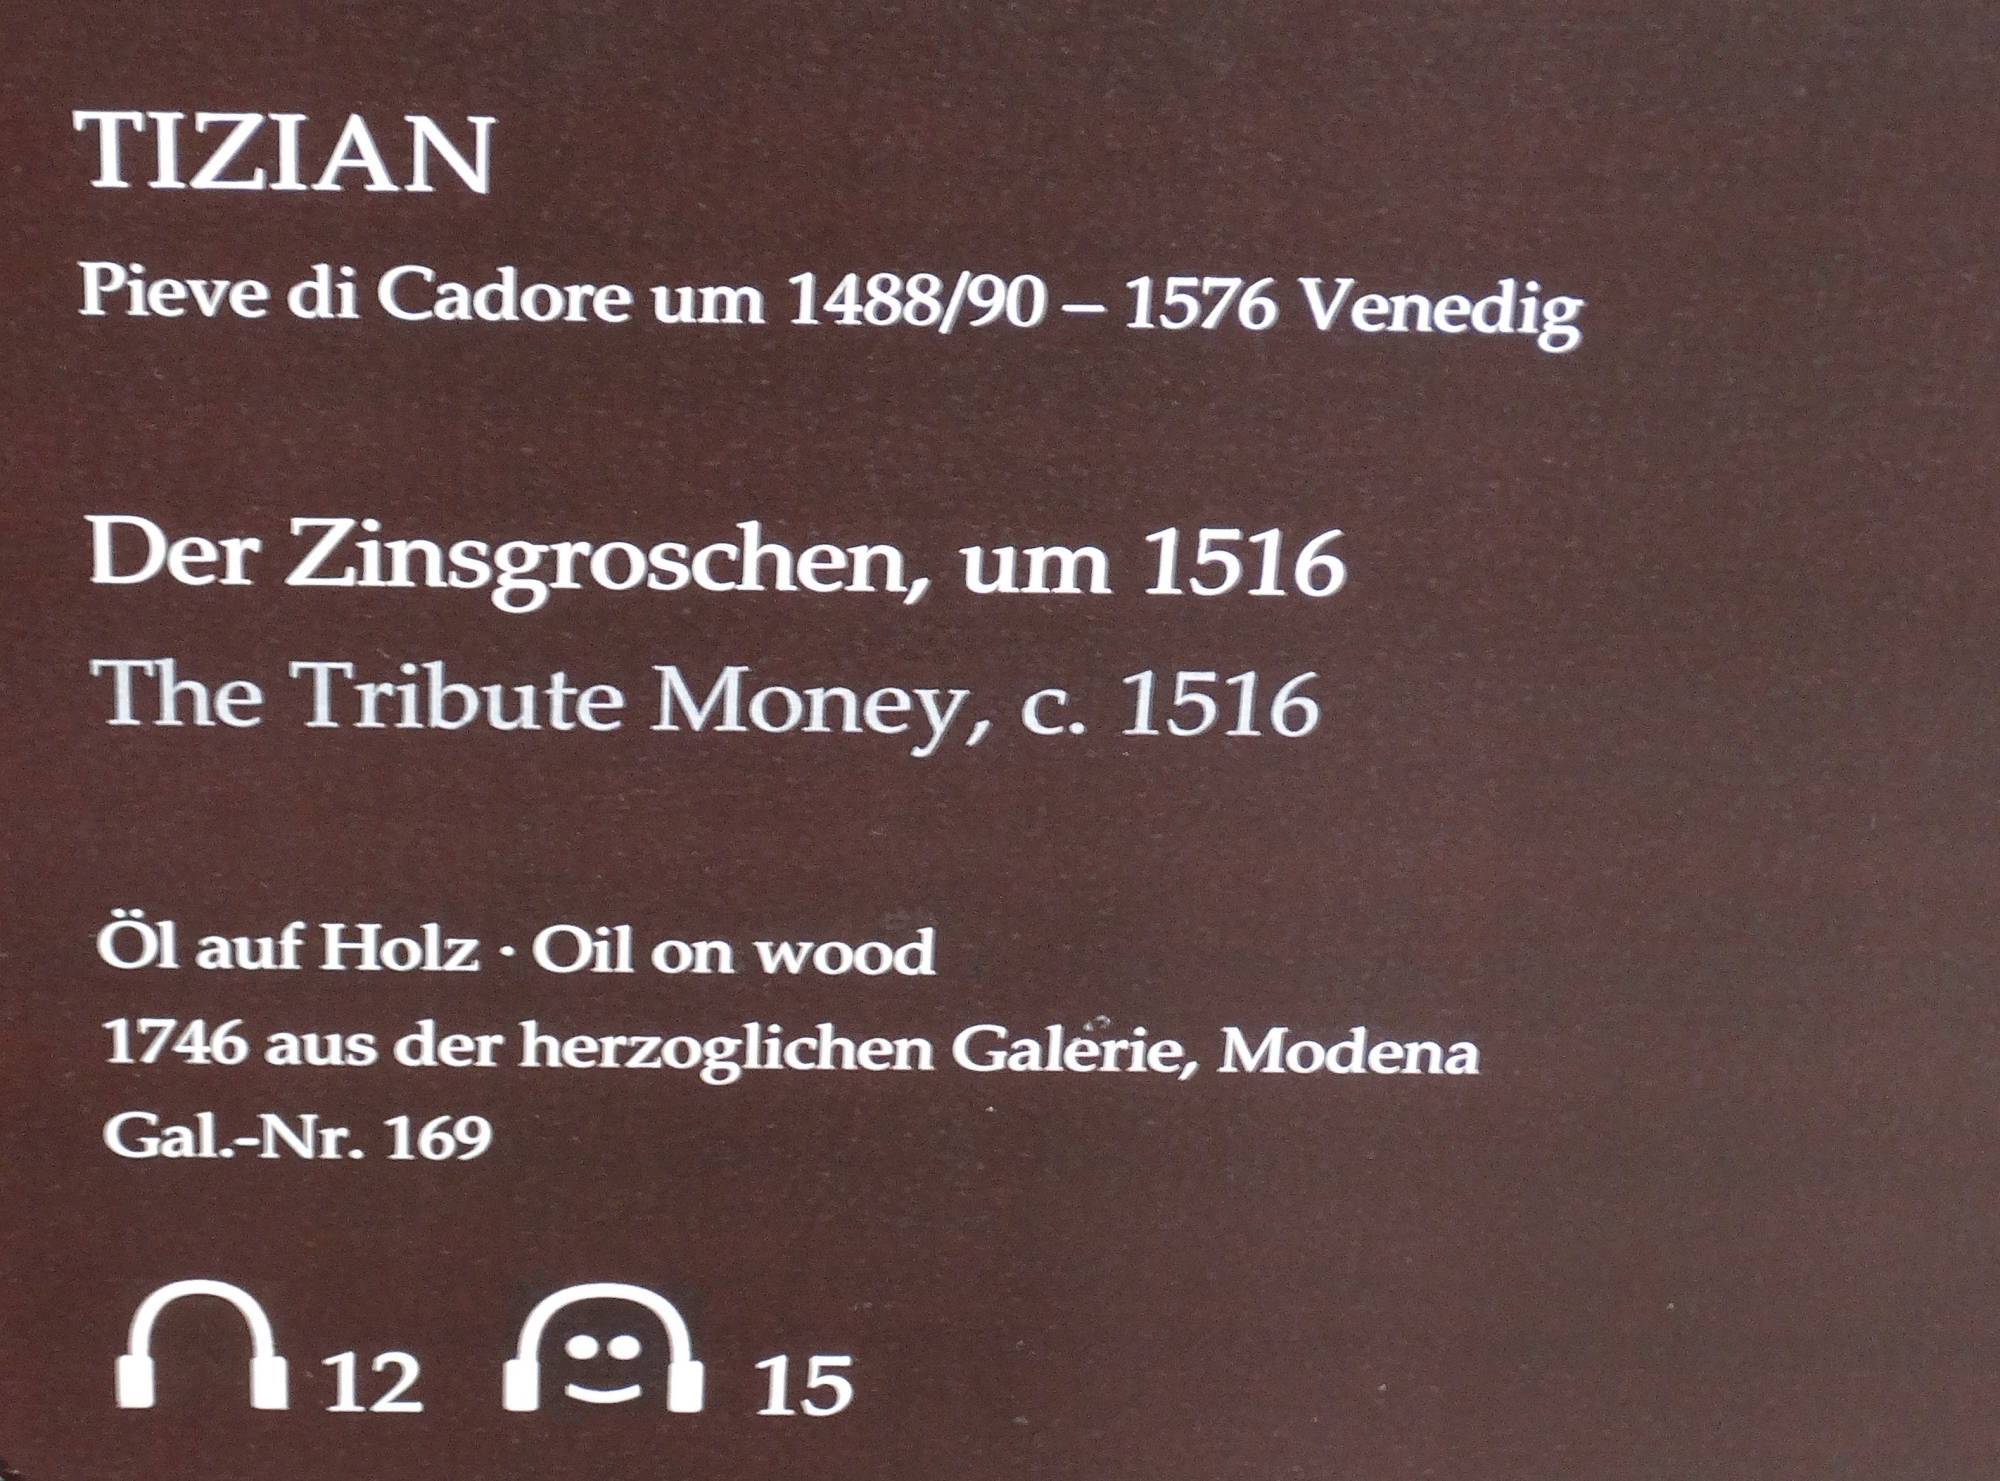 TIZIAN
Pieve di Cadore um 1488/90 – 1576 Venedig
Der Zinsgroschen, um 1516
The Tribute Money, c. 1516
Öl auf Holz · Oil on wood
1746 aus der herzoglichen Galerie, Modena
Gal.-Nr. 169
12 15